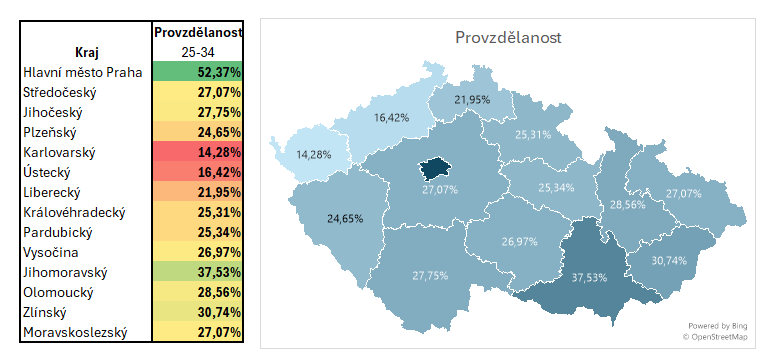 Provzdělanost
Kraj 25-34
Hlavní město Praha 52,37%
Středočeský 27,07%
Jihočeský 27,75%
Plzeňský 24,65%
Karlovarský 14,28%
Ústecký 16,42%
Liberecký 21,95%
Královéhradecký 25,31%
Pardubický 25,34%
Vysočina 26,97%
Jihomoravský 37,53%
Olomoucký 28,56%
Zlínský 30,74%
Moravskoslezský 27,07%
Provzdělanost
21,95%
16,42%
25,31%
14,28%
27,07%
25,34%
27,07%
28,56%
24,65%
26,97%
30,74%
27,75%
37,53%
Powered by Bing
© OpenStreetMap